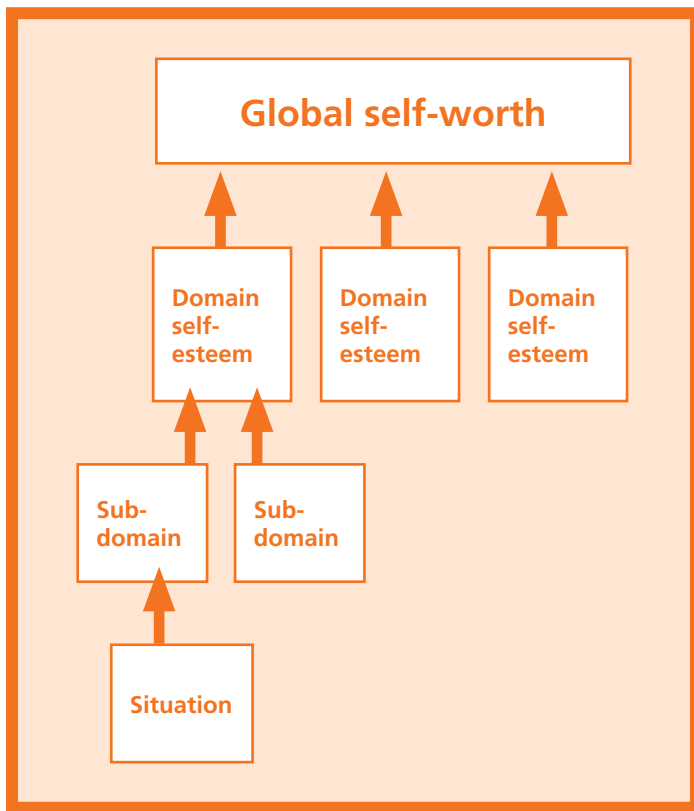 Global self-worth
Domain
self-
esteem
Domain
self-
esteem
Domain
self-
esteem
Sub-
domain
Sub-
domain
Situation